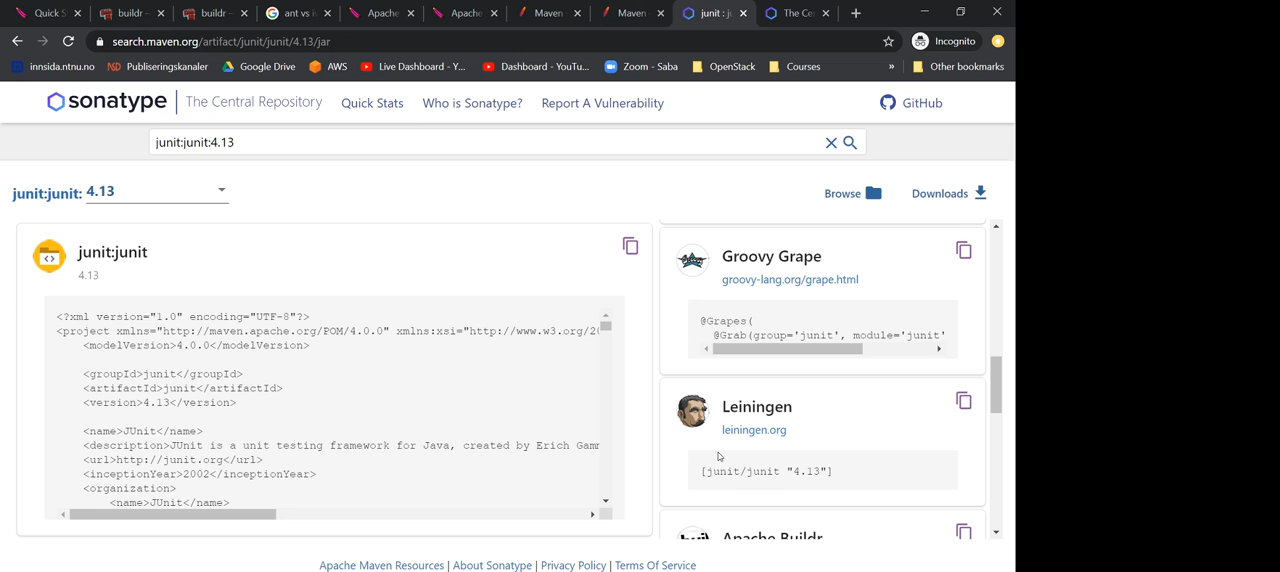 Quick S
buildr –
buildr –
ant vs i
Apache
Apache
Maven
Maven
junit : j
The Ce
search.maven.org/artifact/junit/junit/4.13/jar
Incognito
innsida.ntnu.no
Publiseringskanaler
Google Drive
AWS
Live Dashboard - Y...
Dashboard - YouTu...
Zoom - Saba
OpenStack
Courses
»
Other bookmarks
sonatype
The Central Repository
Quick Stats
Who is Sonatype?
Report A Vulnerability
GitHub
junit:junit:4.13
junit:junit: 4.13
Browse
Downloads
junit:junit
4.13
<?xml version="1.0" encoding="UTF-8"?>
<project xmlns="http://maven.apache.org/POM/4.0.0" xmlns:xsi="http://www.w3.org/20
<modelVersion>4.0.0</modelVersion>
<groupId>junit</groupId>
<artifactId>junit</artifactId>
<version>4.13</version>
<name>JUnit</name>
<description>JUnit is a unit testing framework for Java, created by Erich Gamm
<url>http://junit.org</url>
<inceptionYear>2002</inceptionYear>
<organization>
<name>JUnit</name>
Groovy Grape
groovy-lang.org/grape.html
@Grapes(
@Grab(group='junit', module='junit'
Leiningen
leiningen.org
[junit/junit "4.13"]
Apache Buildr
Apache Maven Resources | About Sonatype | Privacy Policy | Terms Of Service